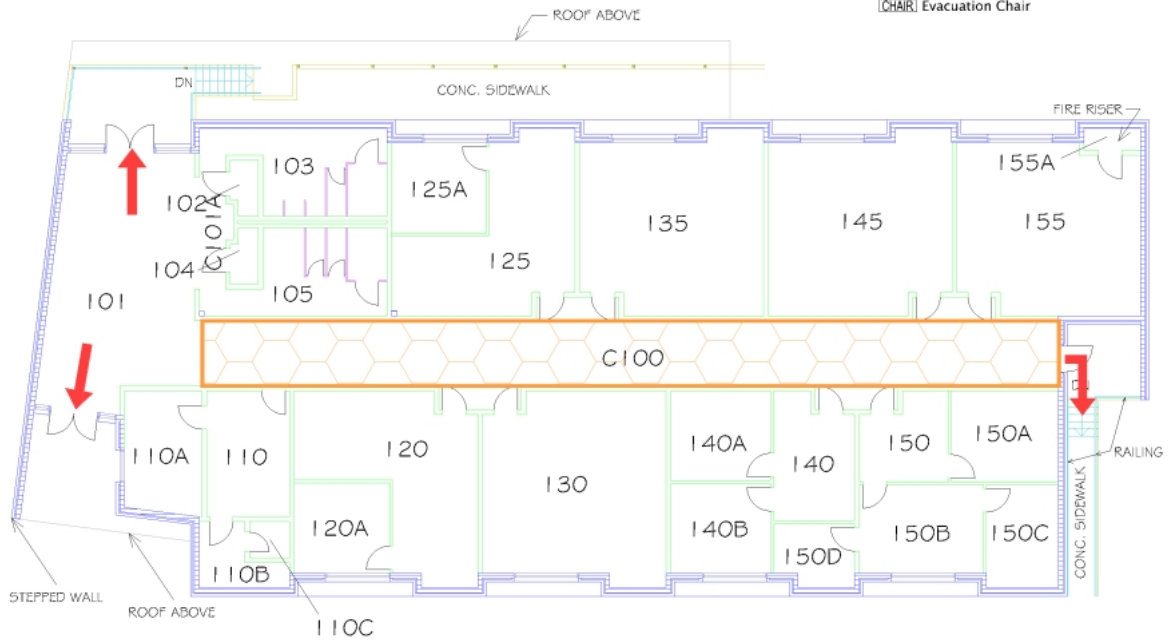 [CHAIR] Evacuation Chair
ROOF ABOVE
DN
CONC. SIDEWALK
FIRE RISER
103
102
C101A
125A
155A
135
145
155
104
125
105
101
C100
110A
110
120
130
140A
140
150
150A
RAILING
120A
140B
150D
150B
150C
CONC. SIDEWALK
110B
STEPPED WALL
ROOF ABOVE
110C